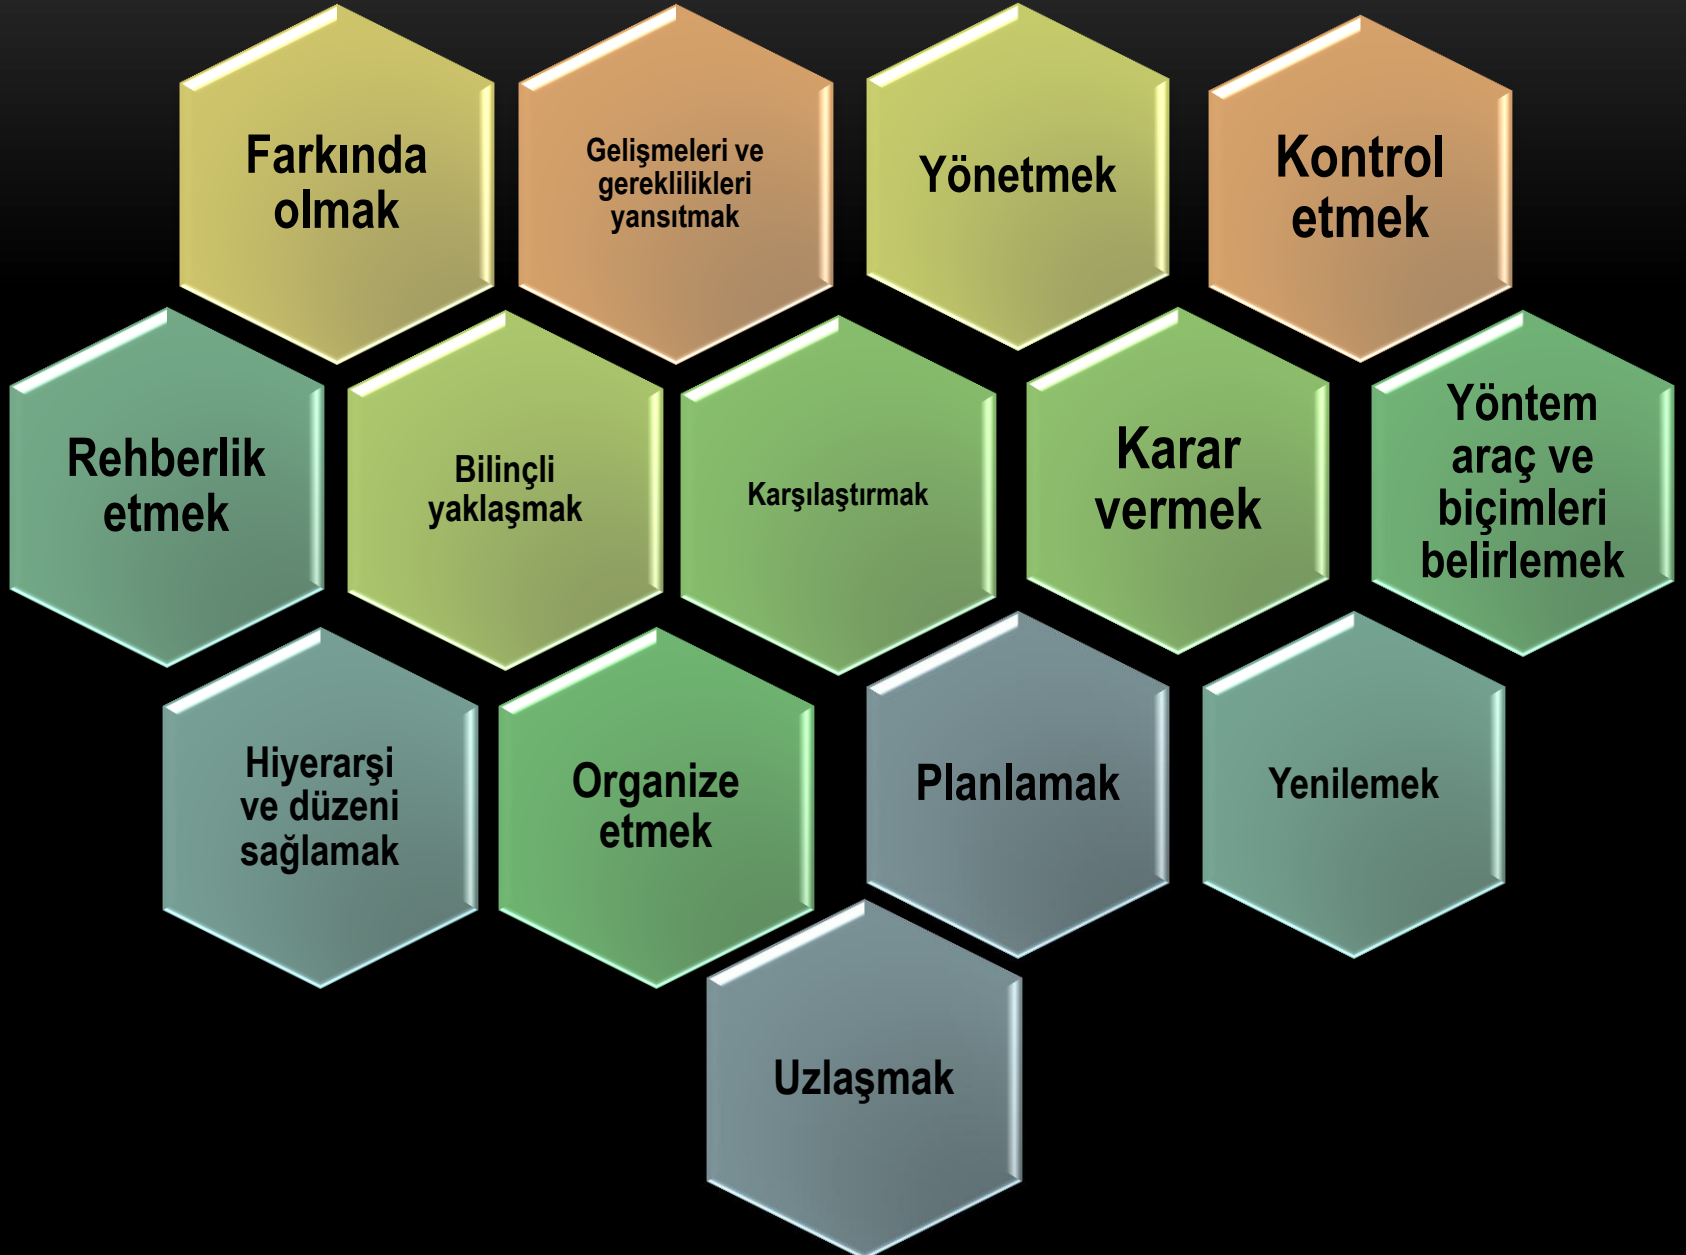 Farkında
olmak
Gelişmeleri ve
gereklilikleri
yansıtmak
Yönetmek
Kontrol
etmek
Rehberlik
etmek
Bilinçli
yaklaşmak
Karşılaştırmak
Karar
vermek
Yöntem
araç ve
biçimleri
belirlemek
Hiyerarşi
ve düzeni
sağlamak
Organize
etmek
Planlamak
Yenilemek
Uzlaşmak